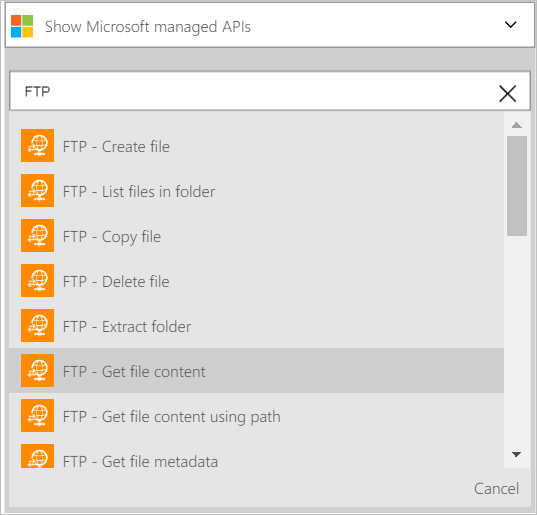 Show Microsoft managed APIs
FTP
FTP - Create file
FTP - List files in folder
FTP - Copy file
FTP - Delete file
FTP - Extract folder
FTP - Get file content
FTP - Get file content using path
FTP - Get file metadata
Cancel